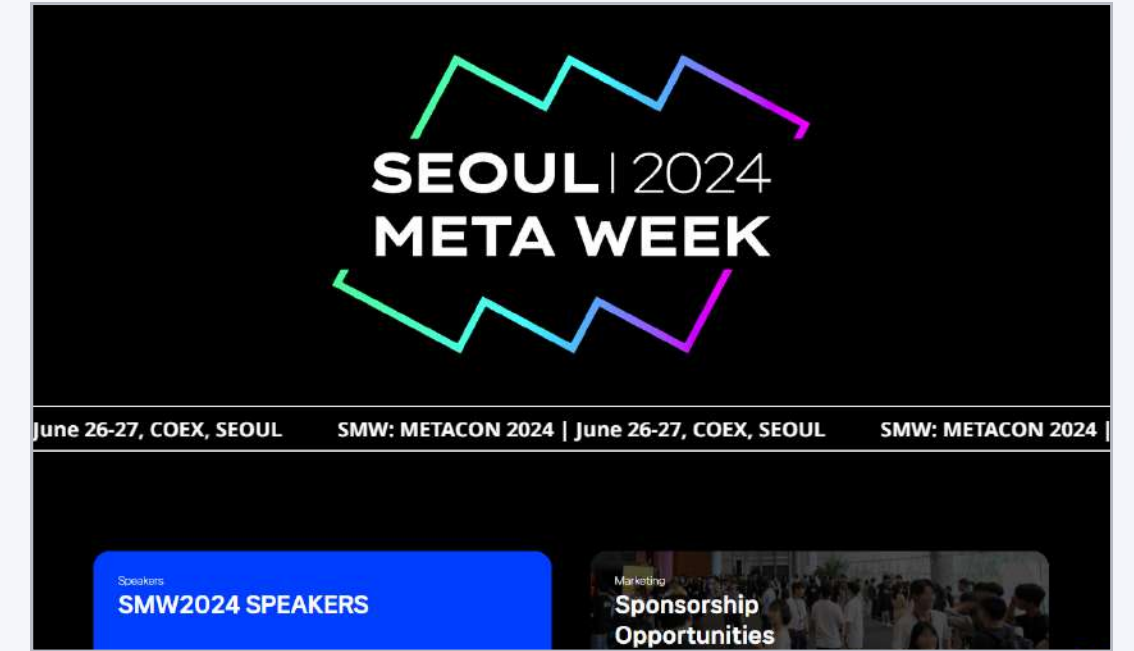 SEOUL | 2024
META WEEK
June 26-27, COEX, SEOUL SMW: METACON 2024 | June 26-27, COEX, SEOUL SMW: METACON 2024 |
Speakers
SMW2024 SPEAKERS
Marketing
Sponsorship
Opportunities